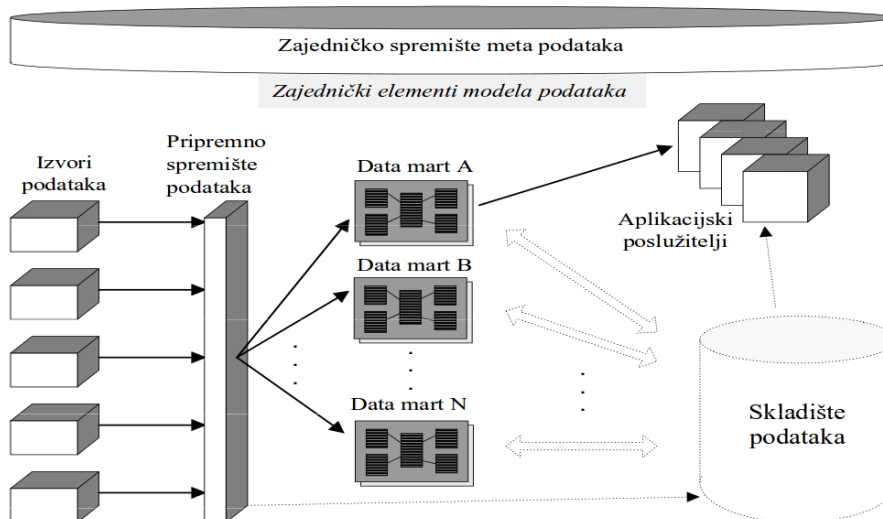 Zajedničko spremište meta podataka
Zajednički elementi modela podataka
Izvori
podataka
Pripremno
spremište
podataka
Data mart A
Data mart B
Data mart N
Aplikacijski
poslužitelji
Skladište
podataka